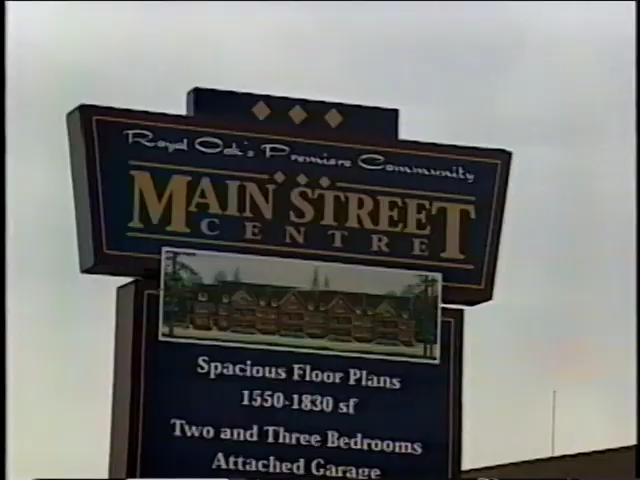 Royal Oak's Premiere Community
MAIN STREET
CENTRE
Spacious Floor Plans
1550-1830 sf
Two and Three Bedrooms
Attached Garage